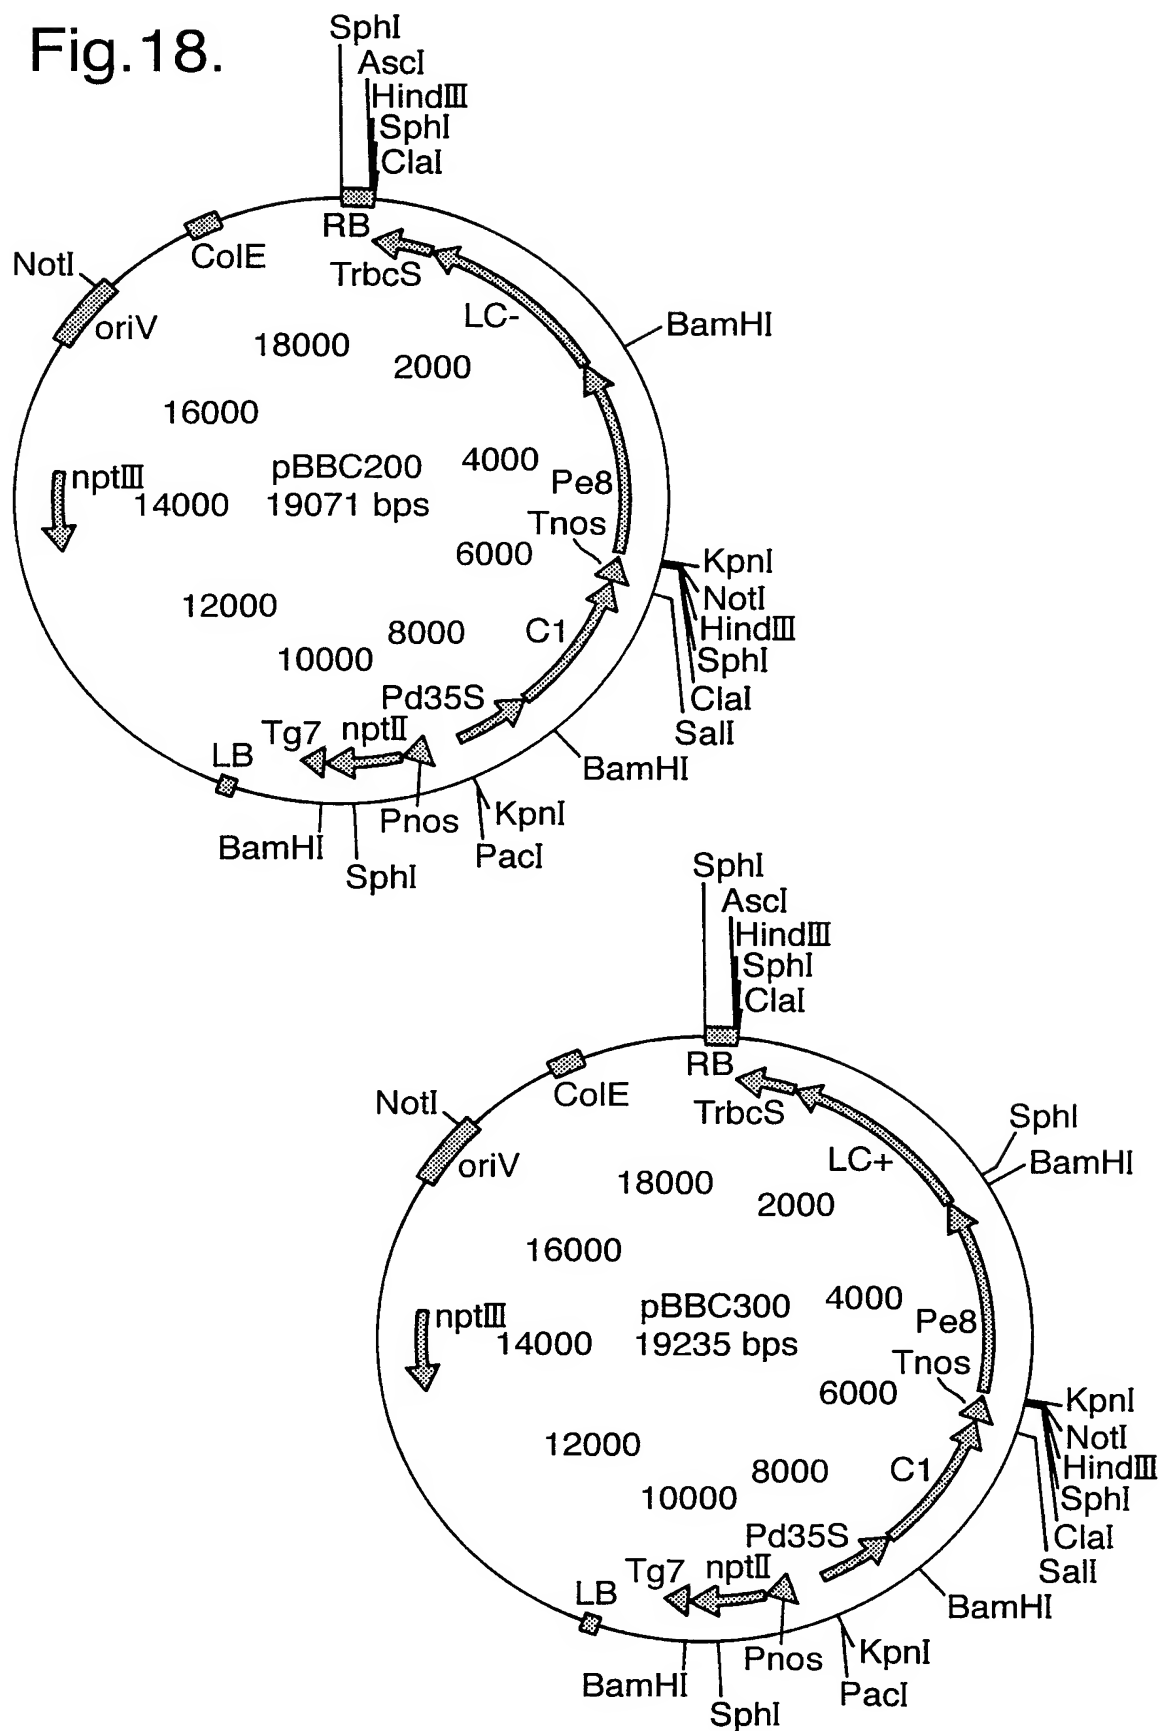 Fig.18.
SphI
AscI
HindIII
SphI
ClaI
RB
ColE
TrbcS
NotI
oriV
LC-
BamHI
18000
2000
16000
pBBC200
19071 bps
4000
Pe8
nptIII
14000
Tnos
6000
KpnI
NotI
HindIII
SphI
ClaI
SalI
12000
8000
C1
10000
Pd35S
Tg7
nptII
LB
BamHI
Pnos
KpnI
BamHI
SphI
PacI
SphI
AscI
HindIII
SphI
ClaI
RB
ColE
TrbcS
NotI
oriV
LC+
SphI
BamHI
18000
2000
16000
pBBC300
19235 bps
4000
Pe8
nptIII
14000
Tnos
6000
KpnI
NotI
HindIII
SphI
ClaI
SalI
12000
8000
C1
10000
Pd35S
Tg7
nptII
LB
BamHI
Pnos
KpnI
BamHI
SphI
PacI